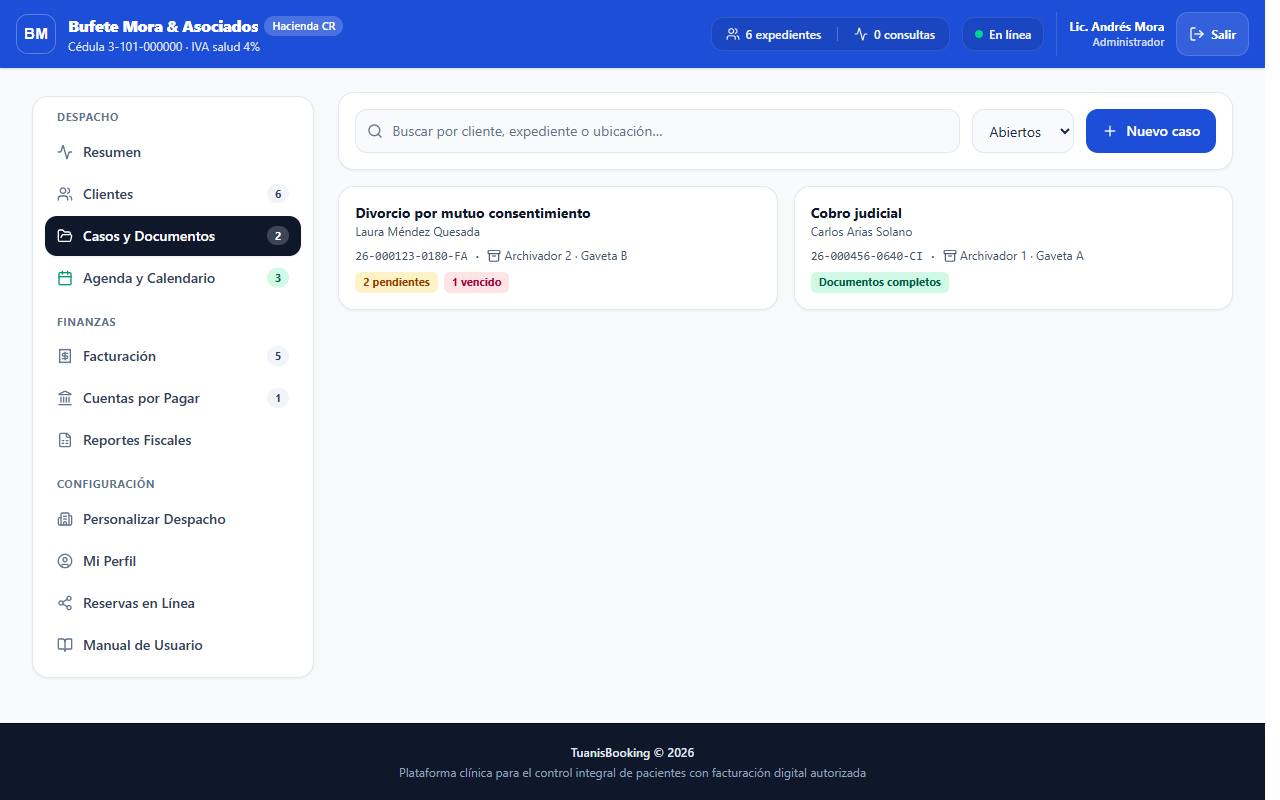 BM
Bufete Mora & Asociados Hacienda CR
Cédula 3-101-000000 · IVA salud 4%
6 expedientes
0 consultas
En línea
Lic. Andrés Mora
Administrador
Salir
DESPACHO
Resumen
Clientes 6
Casos y Documentos 2
Agenda y Calendario 3
FINANZAS
Facturación 5
Cuentas por Pagar 1
Reportes Fiscales
CONFIGURACIÓN
Personalizar Despacho
Mi Perfil
Reservas en Línea
Manual de Usuario
Buscar por cliente, expediente o ubicación...
Abiertos
Nuevo caso
Divorcio por mutuo consentimiento
Laura Méndez Quesada
26-000123-0180-FA · Archivador 2 · Gaveta B
2 pendientes 1 vencido
Cobro judicial
Carlos Arias Solano
26-000456-0640-CI · Archivador 1 · Gaveta A
Documentos completos
TuanisBooking © 2026
Plataforma clínica para el control integral de pacientes con facturación digital autorizada